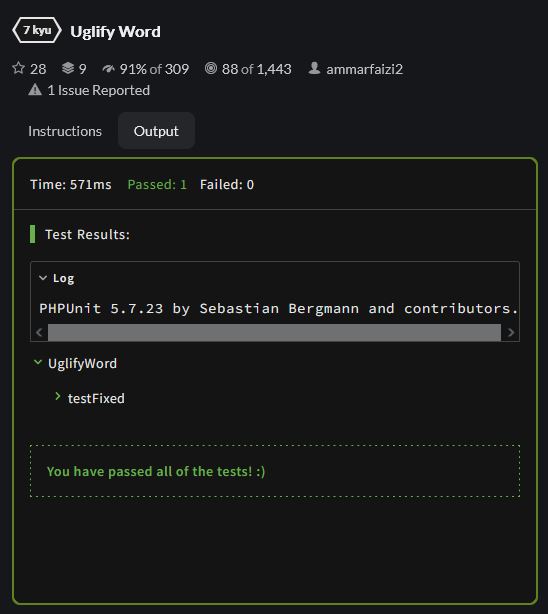 7 kyu Uglify Word
28 9 91% of 309 88 of 1,443 ammarfaizi2
1 Issue Reported
Instructions Output
Time: 571ms Passed: 1 Failed: 0
Test Results:
Log
PHPUnit 5.7.23 by Sebastian Bergmann and contributors.
UglifyWord
testFixed
You have passed all of the tests! :)